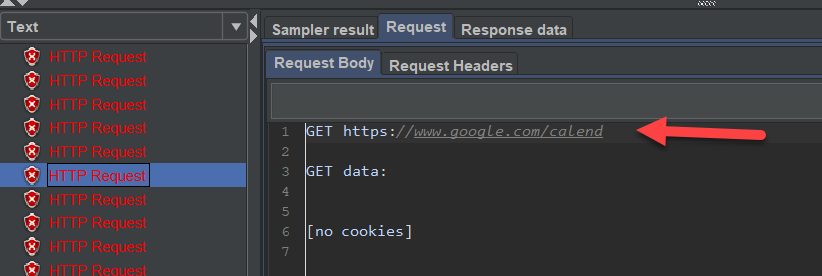 Text
HTTP Request
HTTP Request
HTTP Request
HTTP Request
HTTP Request
HTTP Request
HTTP Request
HTTP Request
HTTP Request
HTTP Request
Sampler result Request Response data
Request Body Request Headers
1 GET https://www.google.com/calend
2
3 GET data:
4
5
6 [no cookies]
7